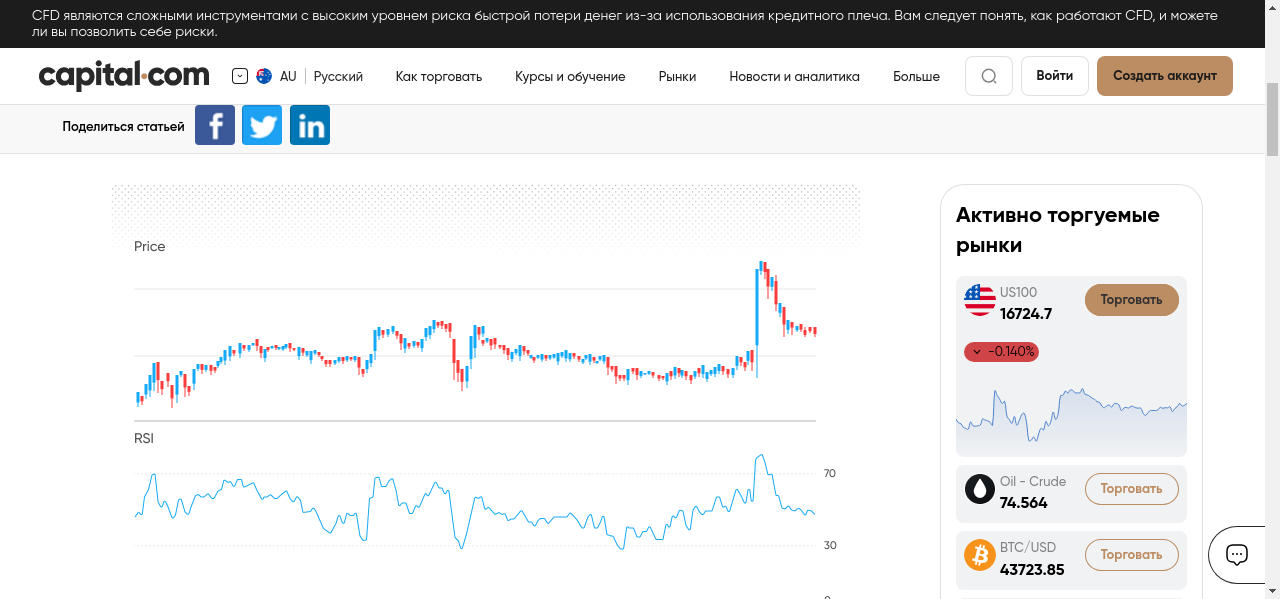 CFD являются сложными инструментами с высоким уровнем риска быстрой потери денег из-за использования кредитного плеча. Вам следует понять, как работают CFD, и можете
ли вы позволить себе риски.
capital.com AU Русский Как торговать Курсы и обучение Рынки Новости и аналитика Больше Войти Создать аккаунт
Поделиться статьей
Price
RSI
70
30
Активно торгуемые
рынки
US100
16724.7
Торговать
-0.140%
Oil - Crude
74.564
Торговать
BTC/USD
43723.85
Торговать